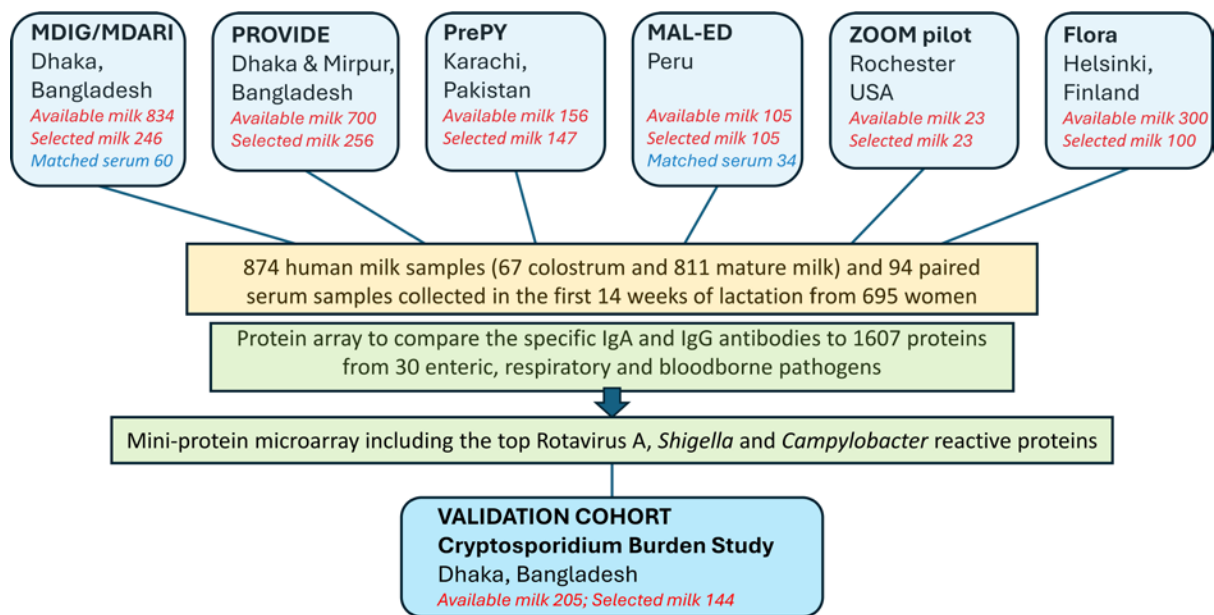 MDIG/MDARI
Dhaka,
Bangladesh
Available milk 834
Selected milk 246
Matched serum 60
PROVIDE
Dhaka & Mirpur,
Bangladesh
Available milk 700
Selected milk 256
PrePY
Karachi,
Pakistan
Available milk 156
Selected milk 147
MAL-ED
Peru
Available milk 105
Selected milk 105
Matched serum 34
ZOOM pilot
Rochester
USA
Available milk 23
Selected milk 23
Flora
Helsinki,
Finland
Available milk 300
Selected milk 100
874 human milk samples (67 colostrum and 811 mature milk) and 94 paired
serum samples collected in the first 14 weeks of lactation from 695 women
Protein array to compare the specific IgA and IgG antibodies to 1607 proteins
from 30 enteric, respiratory and bloodborne pathogens
Mini-protein microarray including the top Rotavirus A, Shigella and Campylobacter reactive proteins
VALIDATION COHORT
Cryptosporidium Burden Study
Dhaka, Bangladesh
Available milk 205; Selected milk 144